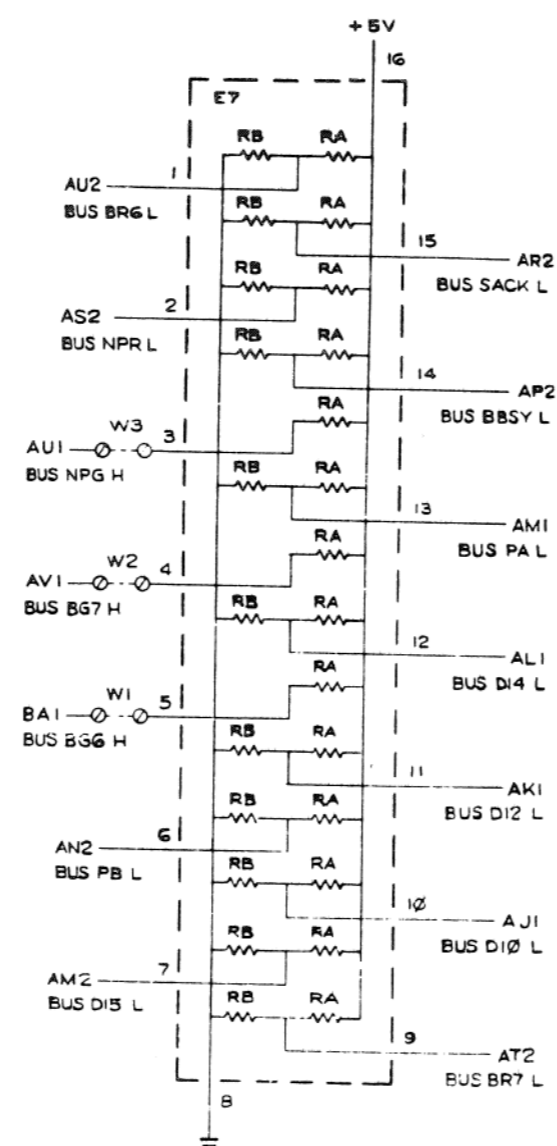 +5V
16
E7
RB RA
1
AU2
BUS BR6 L
RB RA
15
AR2
BUS SACK L
RB RA
2
AS2
BUS NPR L
RB RA
14
AP2
BUS BBSY L
RA
W3
3
AU1
BUS NPG H
RB RA
13
AM1
BUS PA L
RA
W2
4
AV1
BUS BG7 H
RB RA
12
AL1
BUS D14 L
RA
W1
5
BA1
BUS BG6 H
RB RA
11
AK1
BUS D12 L
RB RA
6
AN2
BUS PB L
RB RA
1Ø
AJ1
BUS D1Ø L
RB RA
7
AM2
BUS D15 L
RB RA
9
AT2
BUS BR7 L
8